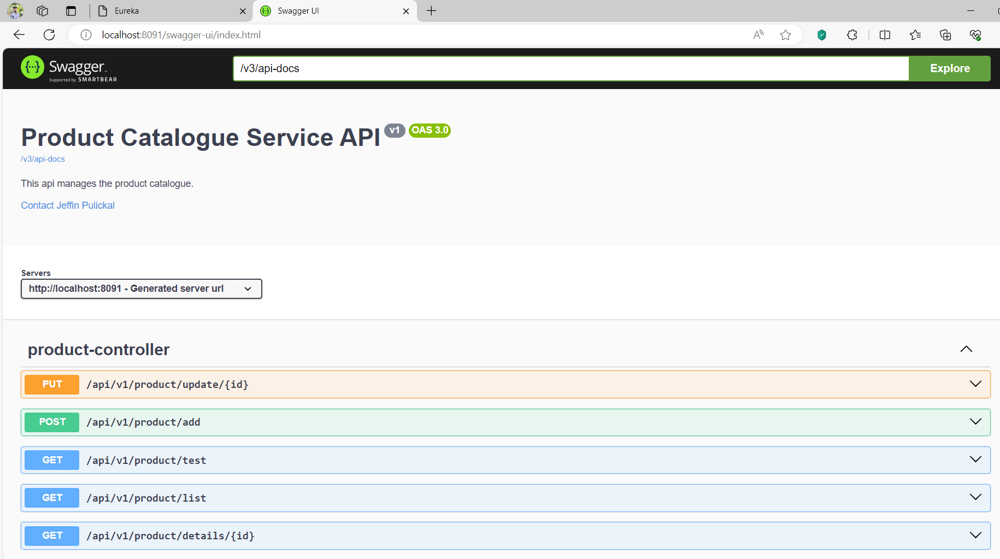 Eureka
Swagger UI
localhost:8091/swagger-ui/index.html
Swagger
Supported by SMARTBEAR
/v3/api-docs
Explore
Product Catalogue Service API v1 OAS 3.0
/v3/api-docs
This api manages the product catalogue.
Contact Jeffin Pulickal
Servers
http://localhost:8091 - Generated server url
product-controller
PUT /api/v1/product/update/{id}
POST /api/v1/product/add
GET /api/v1/product/test
GET /api/v1/product/list
GET /api/v1/product/details/{id}